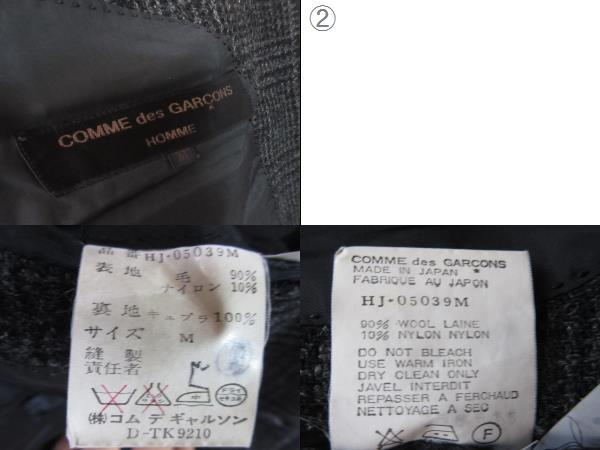 COMME des GARÇONS
HOMME
M
②
品番 HJ-05039M
表地 毛 90%
ナイロン 10%
裏地 キュプラ 100%
サイズ M
縫製
責任者
㈱コム デ ギャルソン
D-TK9210
COMME des GARCONS
MADE IN JAPAN *
FABRIQUE AU JAPON
HJ-05039M
90% WOOL LAINE
10% NYLON NYLON
DO NOT BLEACH
USE WARM IRON
DRY CLEAN ONLY
JAVEL INTERDIT
REPASSER A FERCHAUD
NETTOYAGE A SEC
F